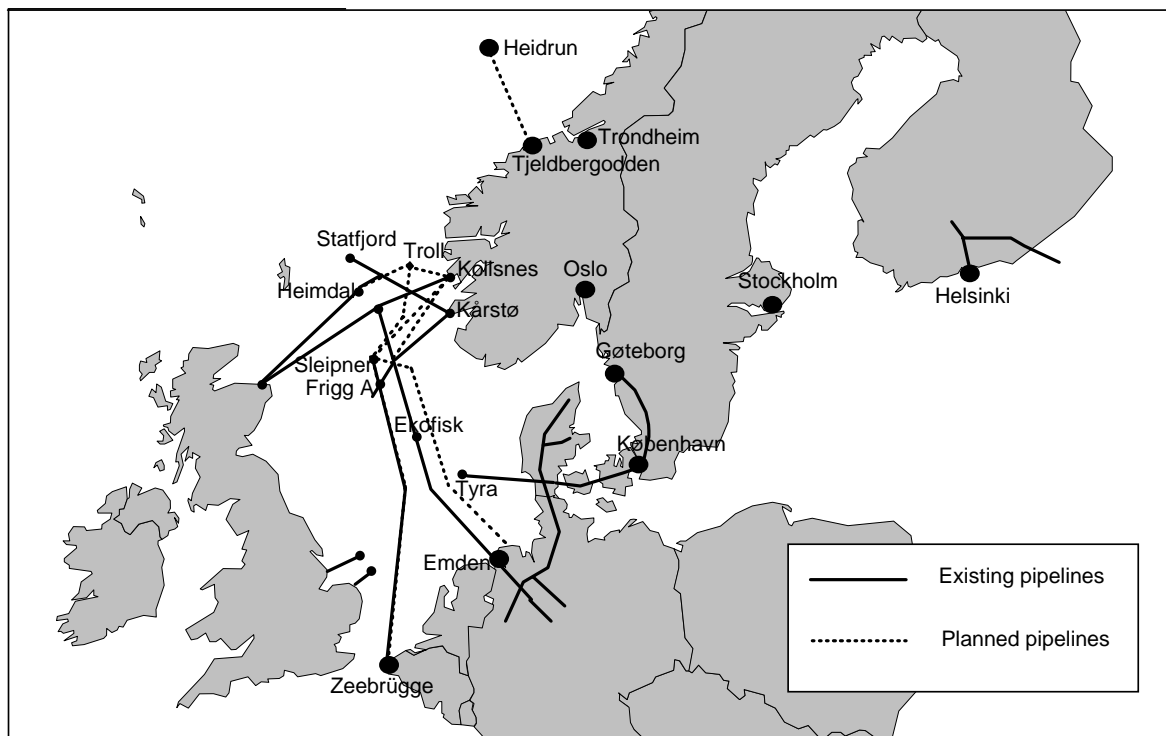 Heidrun
Trondheim
Tjeldbergodden
Statfjord
Troll
Kollsnes
Heimdal
Oslo
Stockholm
Helsinki
Kårstø
Gøteborg
Sleipner
Frigg A
Ekofisk
København
Tyra
Emden
Existing pipelines
Planned pipelines
Zeebrügge